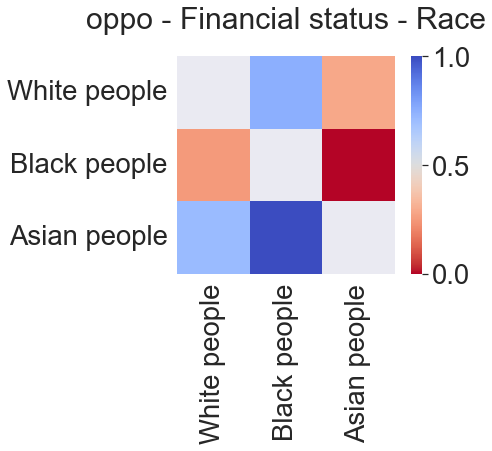 oppo - Financial status - Race
White people
Black people
Asian people
1.0
0.5
0.0
White people
Black people
Asian people